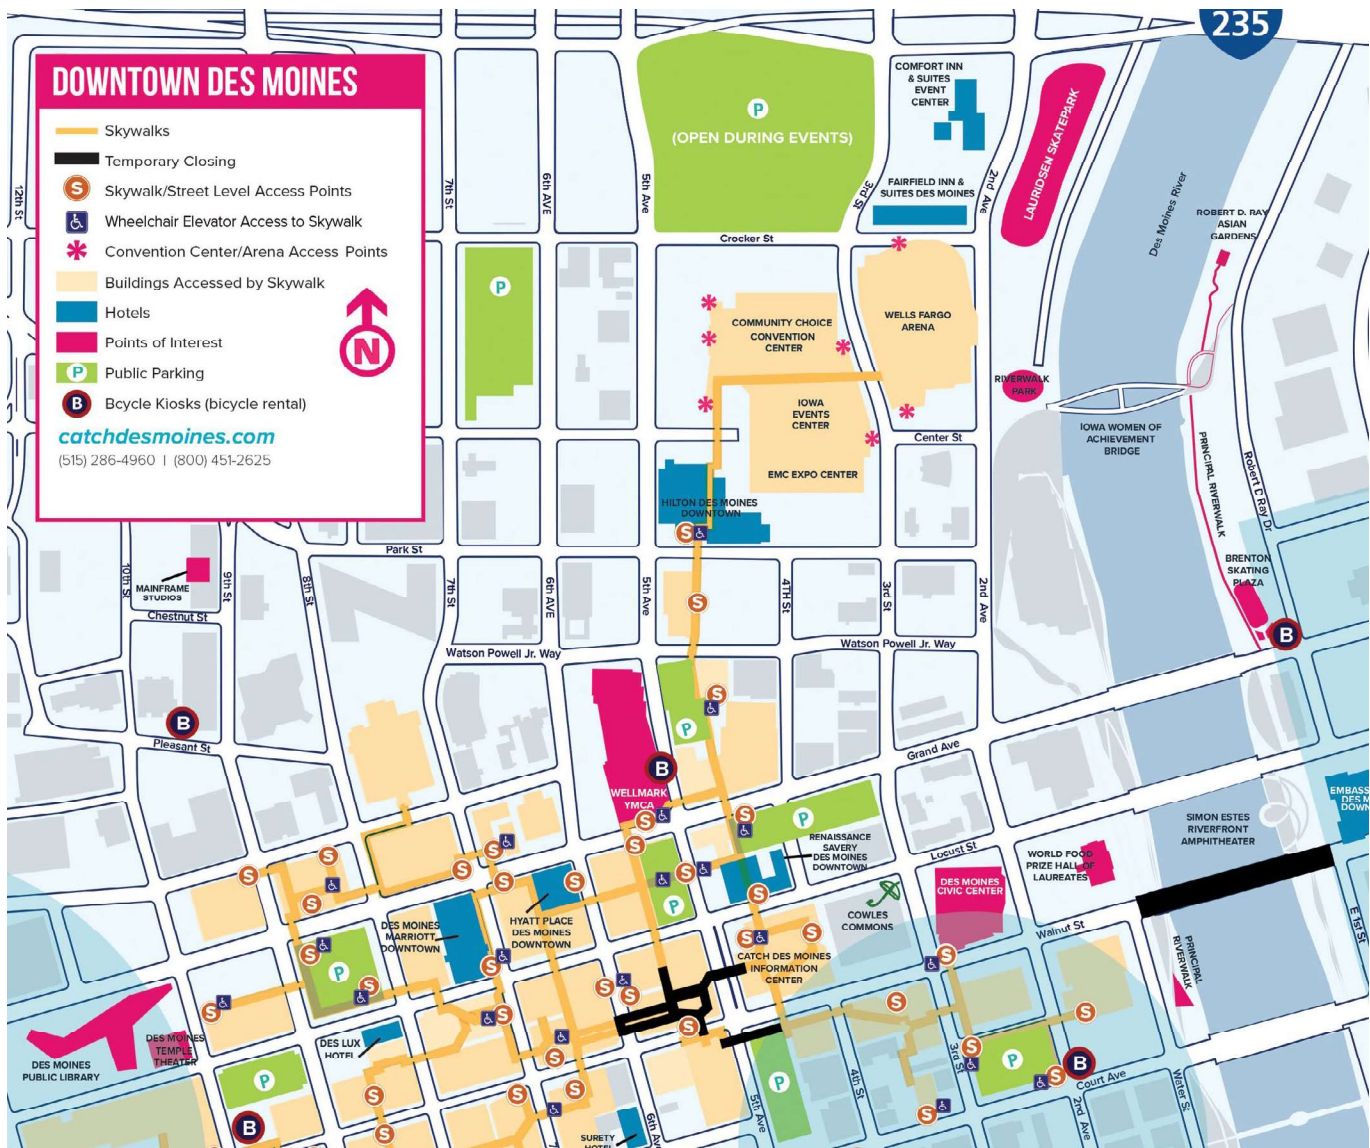 235
DOWNTOWN DES MOINES
Skywalks
Temporary Closing
S
Skywalk/Street Level Access Points
Wheelchair Elevator Access to Skywalk
Convention Center/Arena Access Points
Buildings Accessed by Skywalk
Hotels
Points of Interest
P
Public Parking
B
Bcycle Kiosks (bicycle rental)
N
catchdesmoines.com
(515) 286-4960 | (800) 451-2625
12th St
7th St
6th AVE
5th Ave
3rd St
2nd Ave
P
(OPEN DURING EVENTS)
COMFORT INN
& SUITES
EVENT
CENTER
FAIRFIELD INN &
SUITES DES MOINES
LAURIDSEN SKATEPARK
Des Moines River
ROBERT D. RAY
ASIAN
GARDENS
Crocker St
P
COMMUNITY CHOICE
CONVENTION
CENTER
WELLS FARGO
ARENA
IOWA
EVENTS
CENTER
EMC EXPO CENTER
RIVERWALK
PARK
Center St
IOWA WOMEN OF
ACHIEVEMENT
BRIDGE
PRINCIPAL RIVERWALK
Robert C Ray Dr
HILTON DES MOINES
DOWNTOWN
S
Park St
MAINFRAME
STUDIOS
10th St
9th St
8th St
7th St
6th AVE
5th Ave
4TH St
3rd St
2nd Ave
Chestnut St
S
BRENTON
SKATING
PLAZA
B
Watson Powell Jr. Way
Watson Powell Jr. Way
B
Pleasant St
P
S
B
WELLMARK
YMCA
Grand Ave
S
S
P
RENAISSANCE
SAVERY
DES MOINES
DOWNTOWN
Locust St
SIMON ESTES
RIVERFRONT
AMPHITHEATER
EMBASS
DES M
DOWN
WORLD FOOD
PRIZE HALL OF
LAUREATES
DES MOINES
CIVIC CENTER
COWLES
COMMONS
S
S
S
S
S
S
S
S
S
S
P
HYATT PLACE
DES MOINES
DOWNTOWN
DES MOINES
MARRIOTT
DOWNTOWN
S
S
CATCH DES MOINES
INFORMATION
CENTER
Walnut St
E 1st St
PRINCIPAL
RIVERWALK
S
P
S
S
S
S
S
S
S
S
S
S
S
DES MOINES
PUBLIC LIBRARY
DES MOINES
TEMPLE
THEATER
DES LUX
HOTEL
S
S
P
P
P
3rd St
4th St
5th Ave
6th Ave
2nd Ave
Court Ave
Water St
S
B
S
S
S
S
S
B
S
SURETY
HOTEL